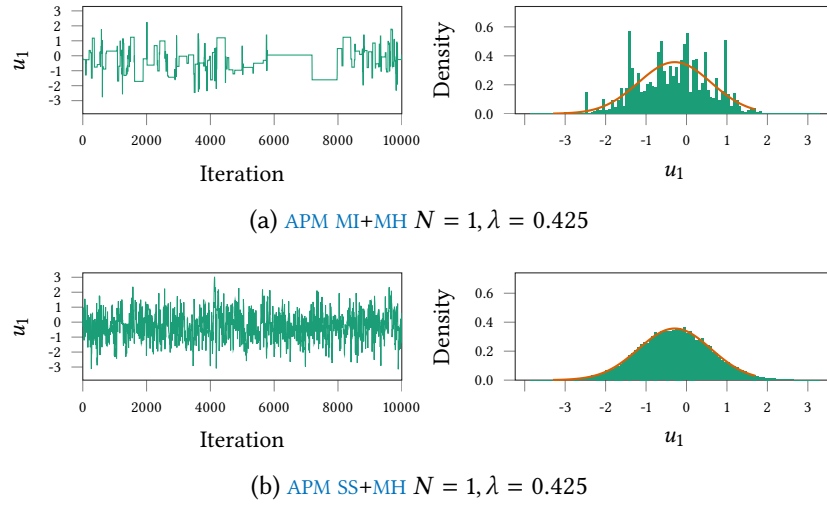 3
2
1
0
-1
-2
-3
u₁
0 2000 4000 6000 8000 10000
Iteration
0.6
0.4
0.2
0.0
Density
-3 -2 -1 0 1 2 3
u₁
(a) APM MI+MH N = 1, λ = 0.425
3
2
1
0
-1
-2
-3
u₁
0 2000 4000 6000 8000 10000
Iteration
0.6
0.4
0.2
0.0
Density
-3 -2 -1 0 1 2 3
u₁
(b) APM SS+MH N = 1, λ = 0.425